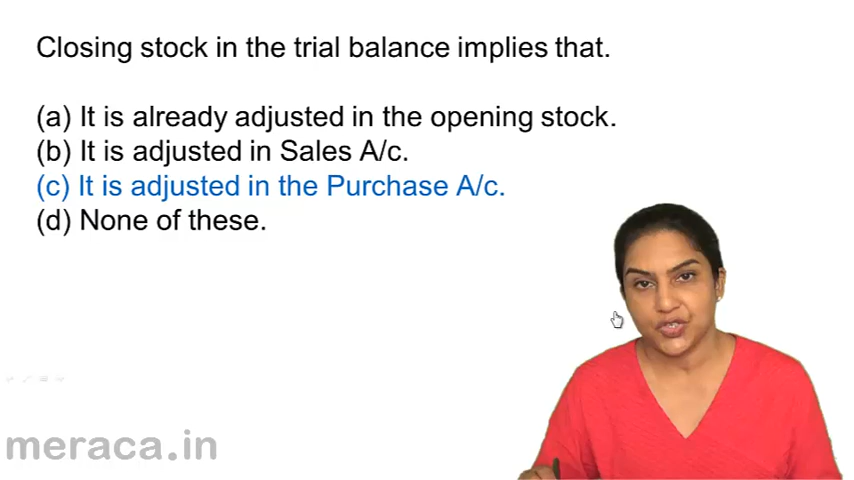 Closing stock in the trial balance implies that.
(a) It is already adjusted in the opening stock.
(b) It is adjusted in Sales A/c.
(c) It is adjusted in the Purchase A/c.
(d) None of these.
meraca.in